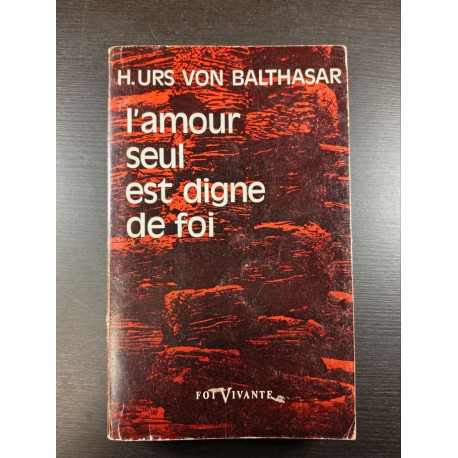 H. URS VON BALTHASAR
l'amour
seul
est digne
de foi
FOI VIVANTE